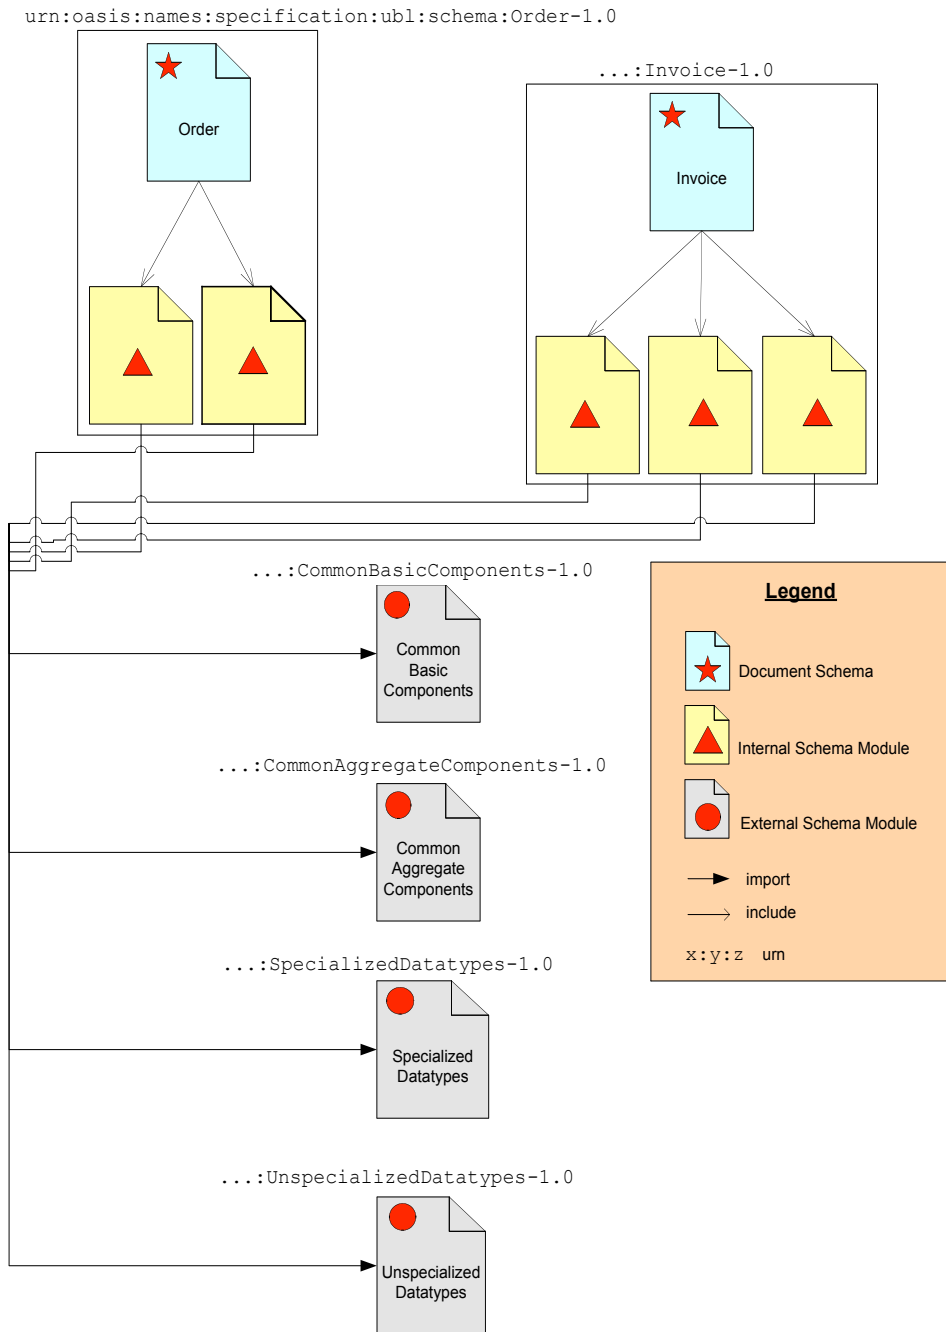 urn:oasis:names:specification:ubl:schema:Order-1.0
...:Invoice-1.0
Order
Invoice
...:CommonBasicComponents-1.0
Common
Basic
Components
...:CommonAggregateComponents-1.0
Common
Aggregate
Components
...:SpecializedDatatypes-1.0
Specialized
Datatypes
...:UnspecializedDatatypes-1.0
Unspecialized
Datatypes
Legend
Document Schema
Internal Schema Module
External Schema Module
import
include
x:y:z urn